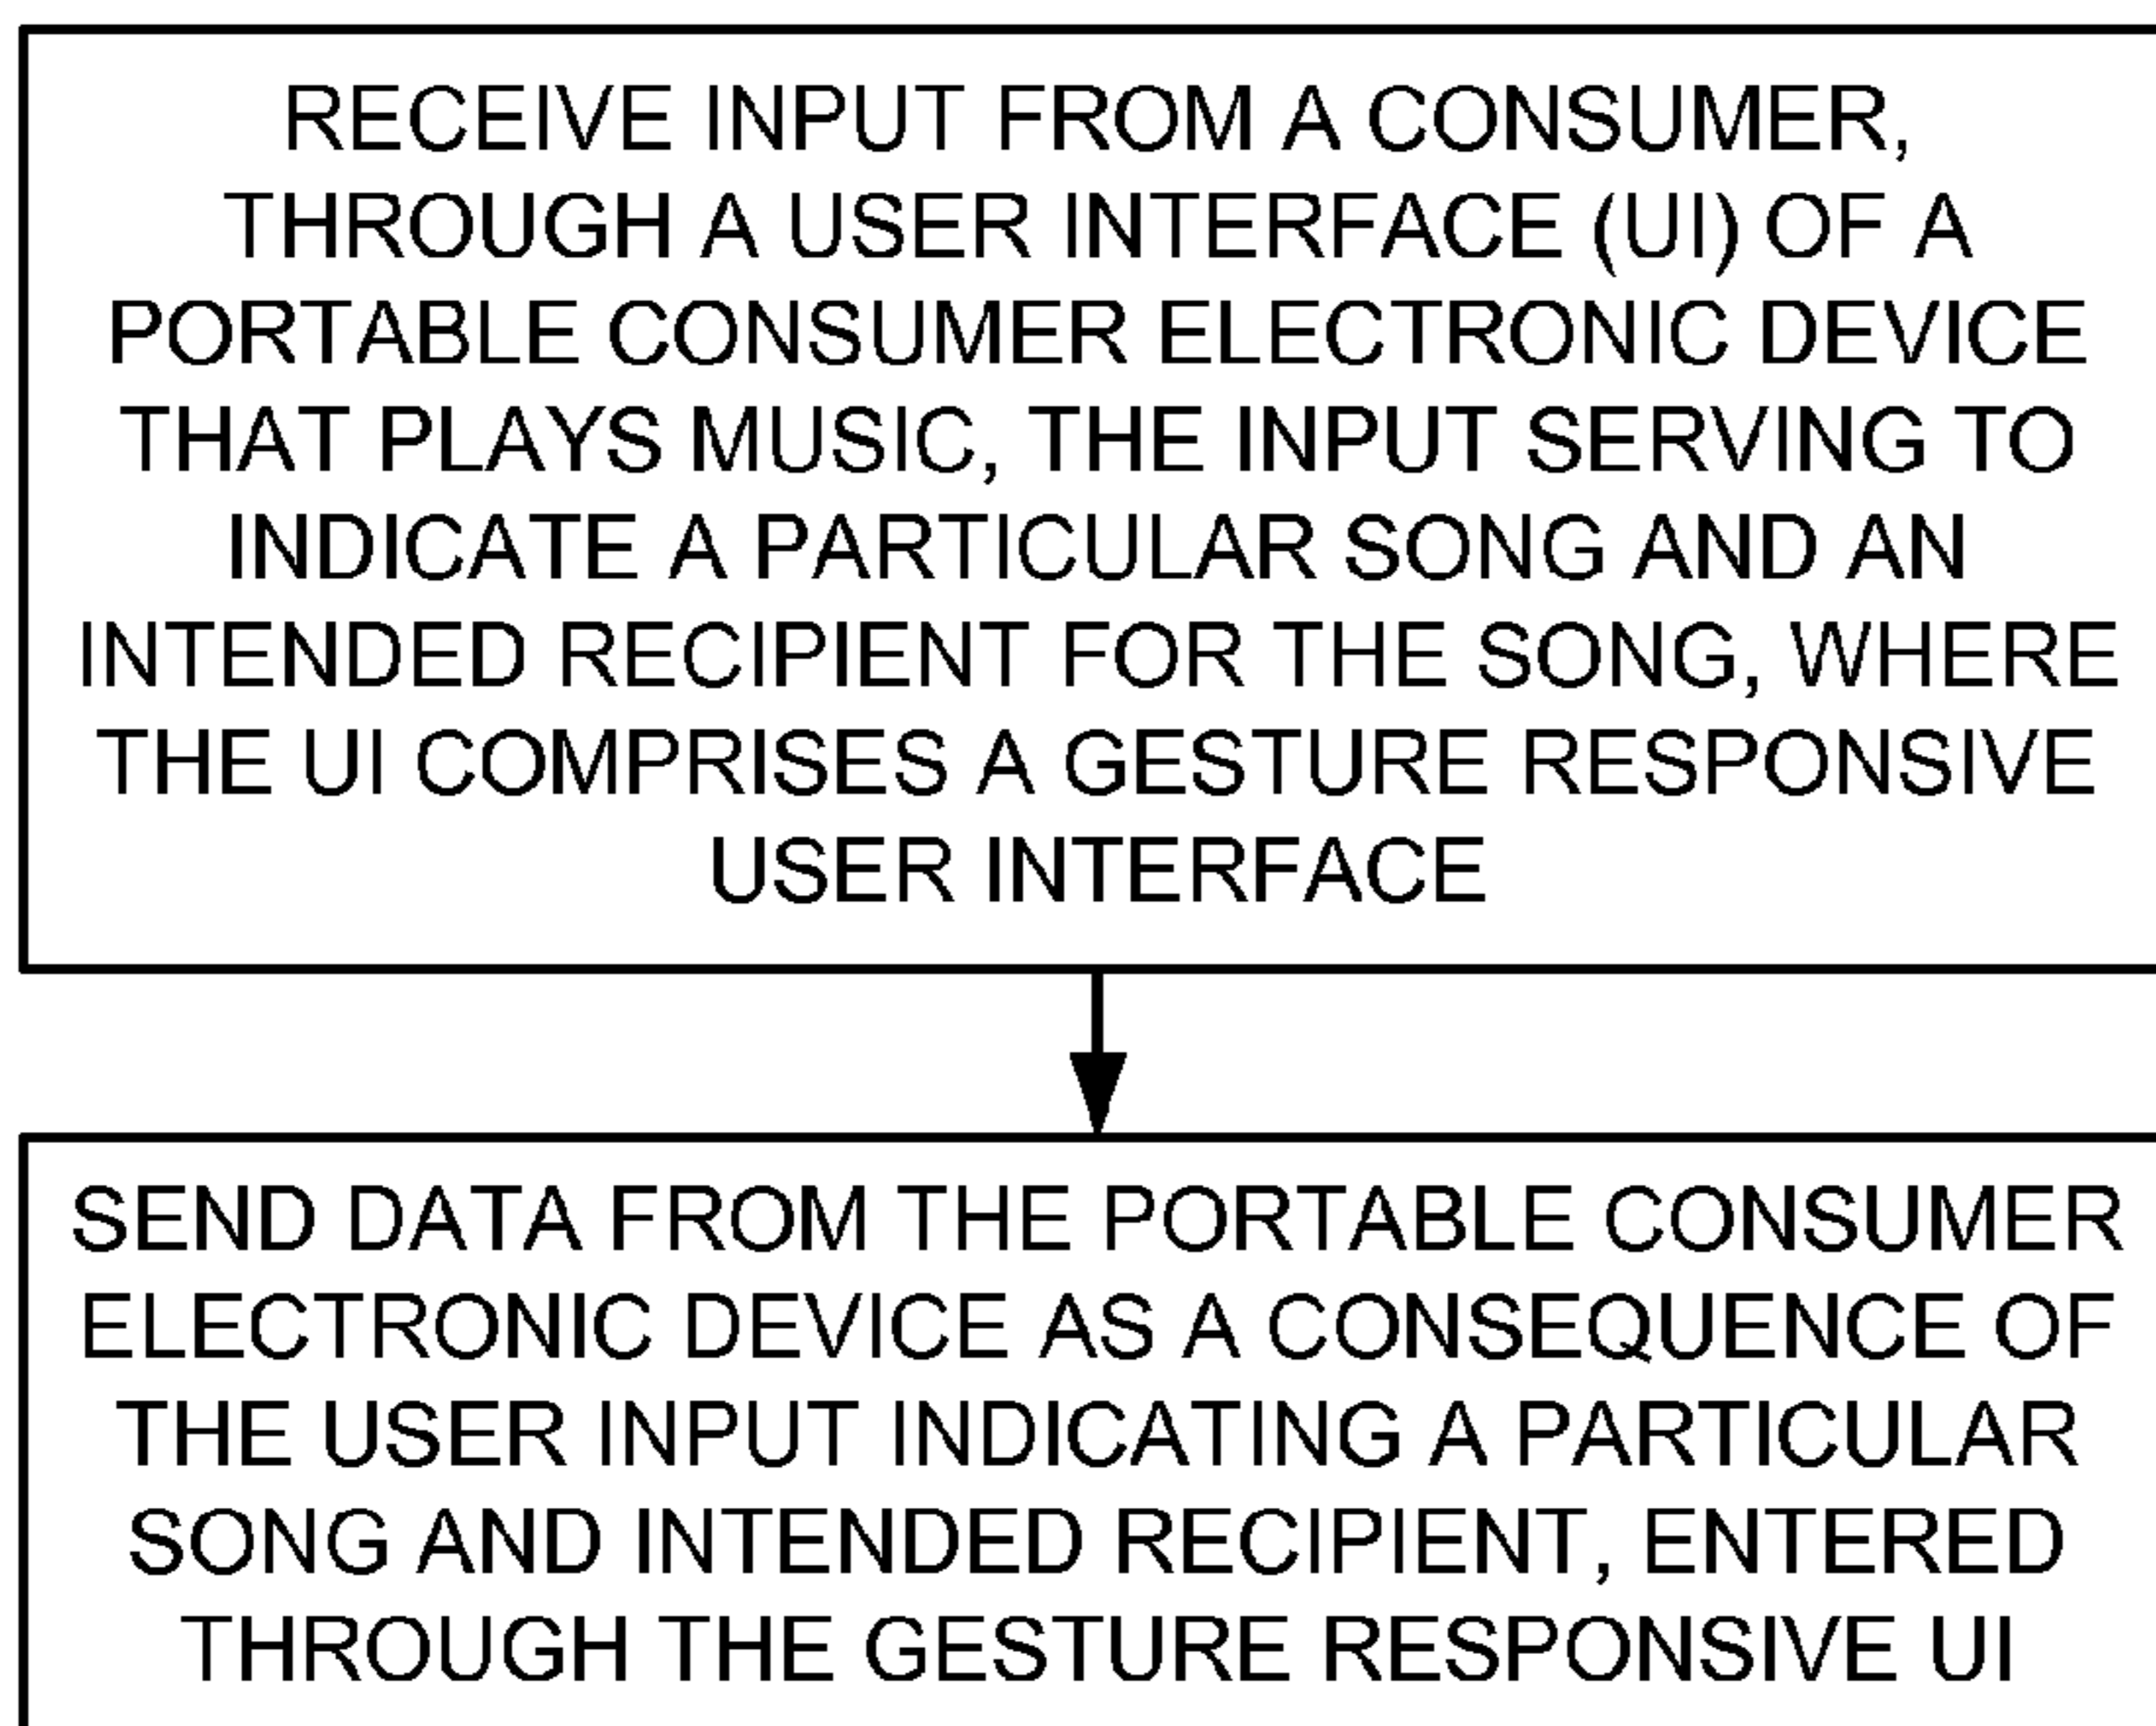 RECEIVE INPUT FROM A CONSUMER,
THROUGH A USER INTERFACE (UI) OF A
PORTABLE CONSUMER ELECTRONIC DEVICE
THAT PLAYS MUSIC, THE INPUT SERVING TO
INDICATE A PARTICULAR SONG AND AN
INTENDED RECIPIENT FOR THE SONG, WHERE
THE UI COMPRISES A GESTURE RESPONSIVE
USER INTERFACE
SEND DATA FROM THE PORTABLE CONSUMER
ELECTRONIC DEVICE AS A CONSEQUENCE OF
THE USER INPUT INDICATING A PARTICULAR
SONG AND INTENDED RECIPIENT, ENTERED
THROUGH THE GESTURE RESPONSIVE UI